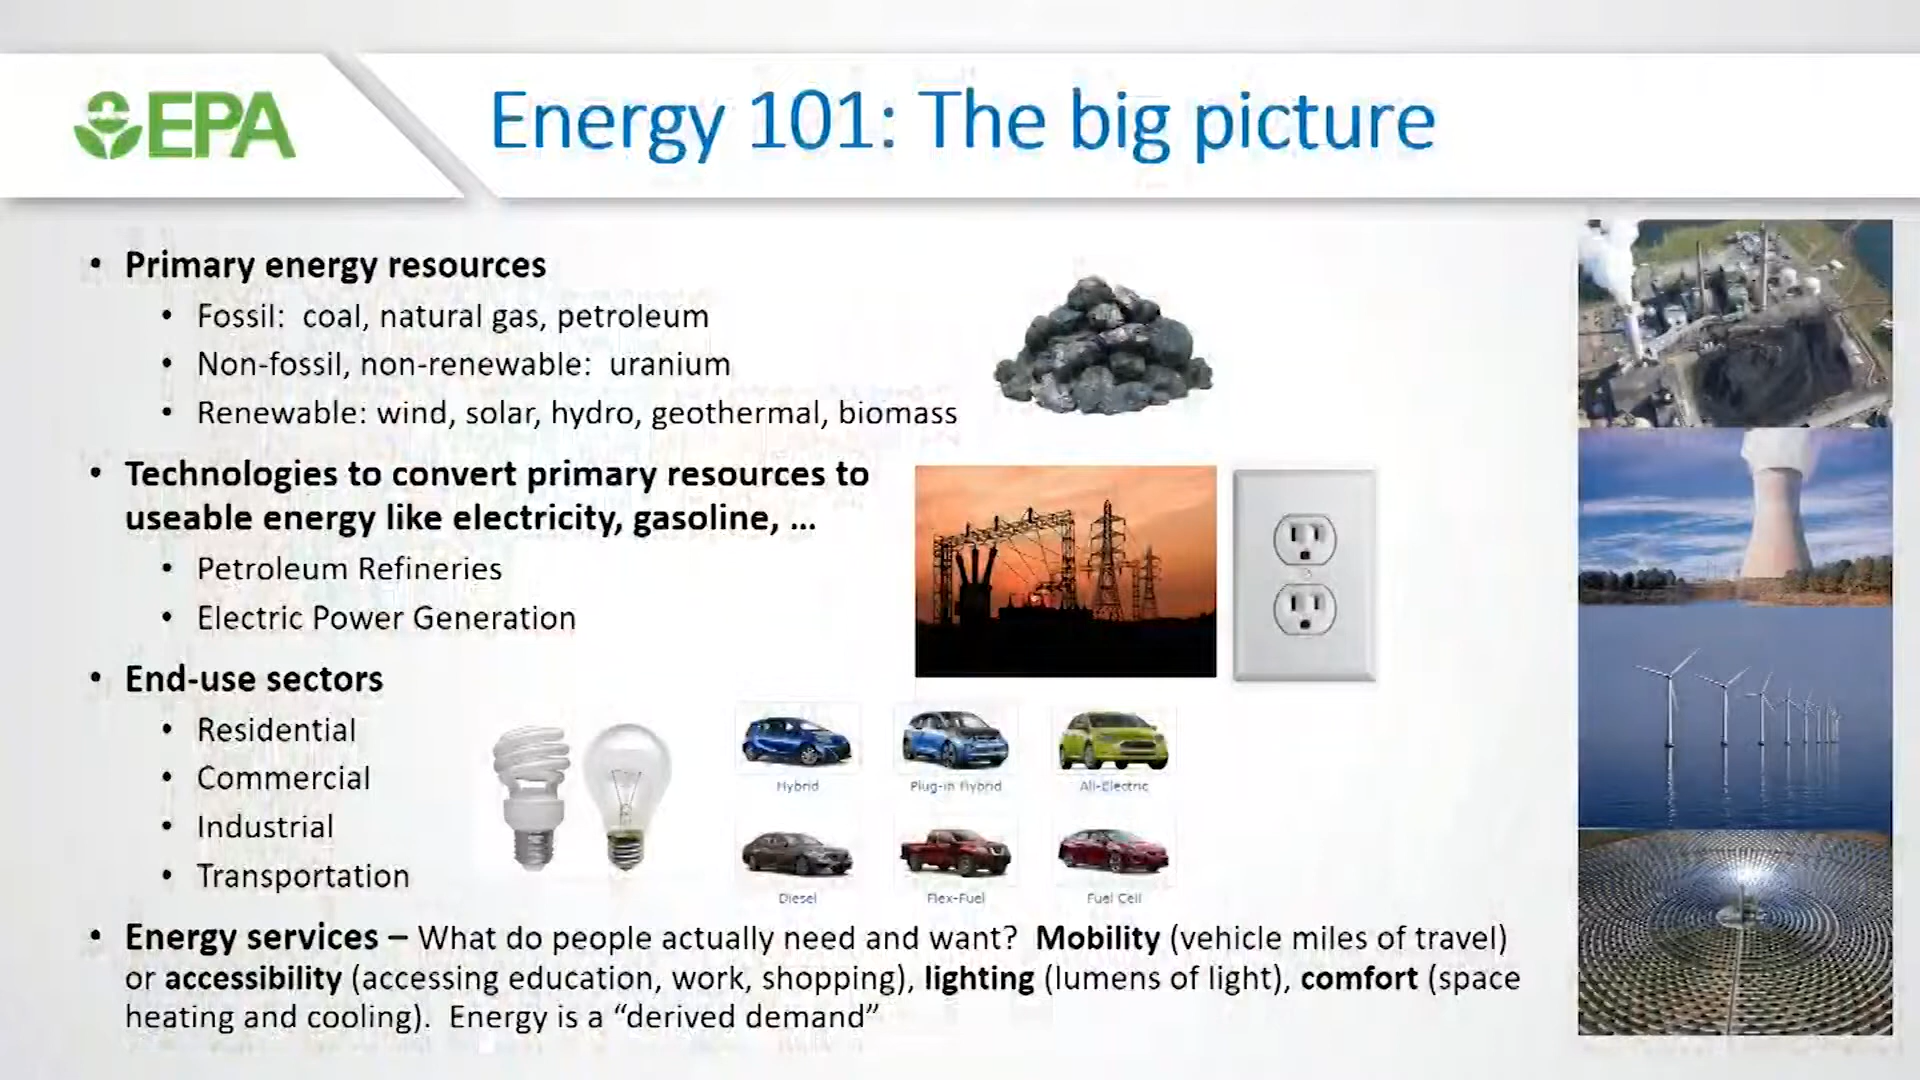 EPA
Energy 101: The big picture
• Primary energy resources
• Fossil:  coal, natural gas, petroleum
• Non-fossil, non-renewable:  uranium
• Renewable: wind, solar, hydro, geothermal, biomass
• Technologies to convert primary resources to
useable energy like electricity, gasoline, ...
• Petroleum Refineries
• Electric Power Generation
• End-use sectors
• Residential
• Commercial
• Industrial
• Transportation
Hybrid
Plug-in Hybrid
All-Electric
Diesel
Flex-Fuel
Fuel Cell
• Energy services – What do people actually need and want?  Mobility (vehicle miles of travel)
or accessibility (accessing education, work, shopping), lighting (lumens of light), comfort (space
heating and cooling).  Energy is a “derived demand”